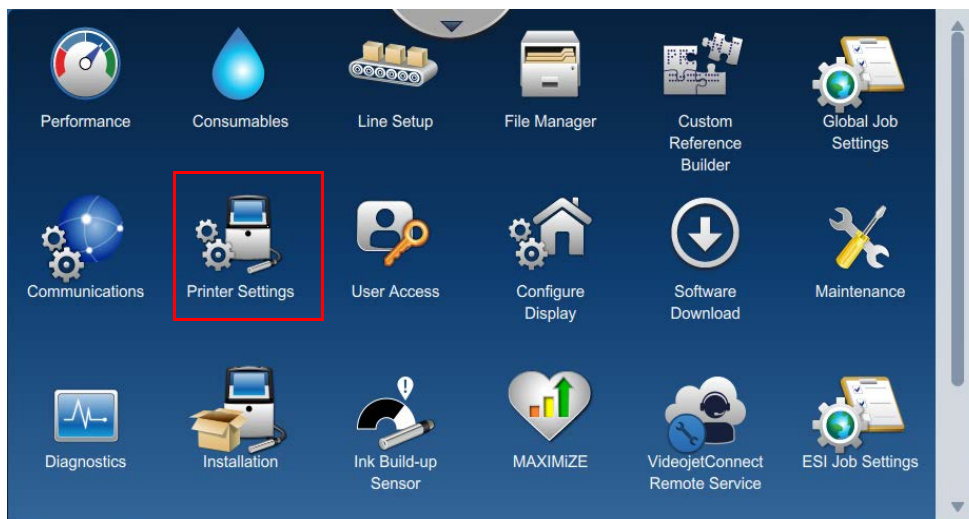 Performance
Consumables
Line Setup
File Manager
Custom
Reference
Builder
Global Job
Settings
Communications
Printer Settings
User Access
Configure
Display
Software
Download
Maintenance
Diagnostics
Installation
Ink Build-up
Sensor
MAXIMiZE
VideojetConnect
Remote Service
ESI Job Settings